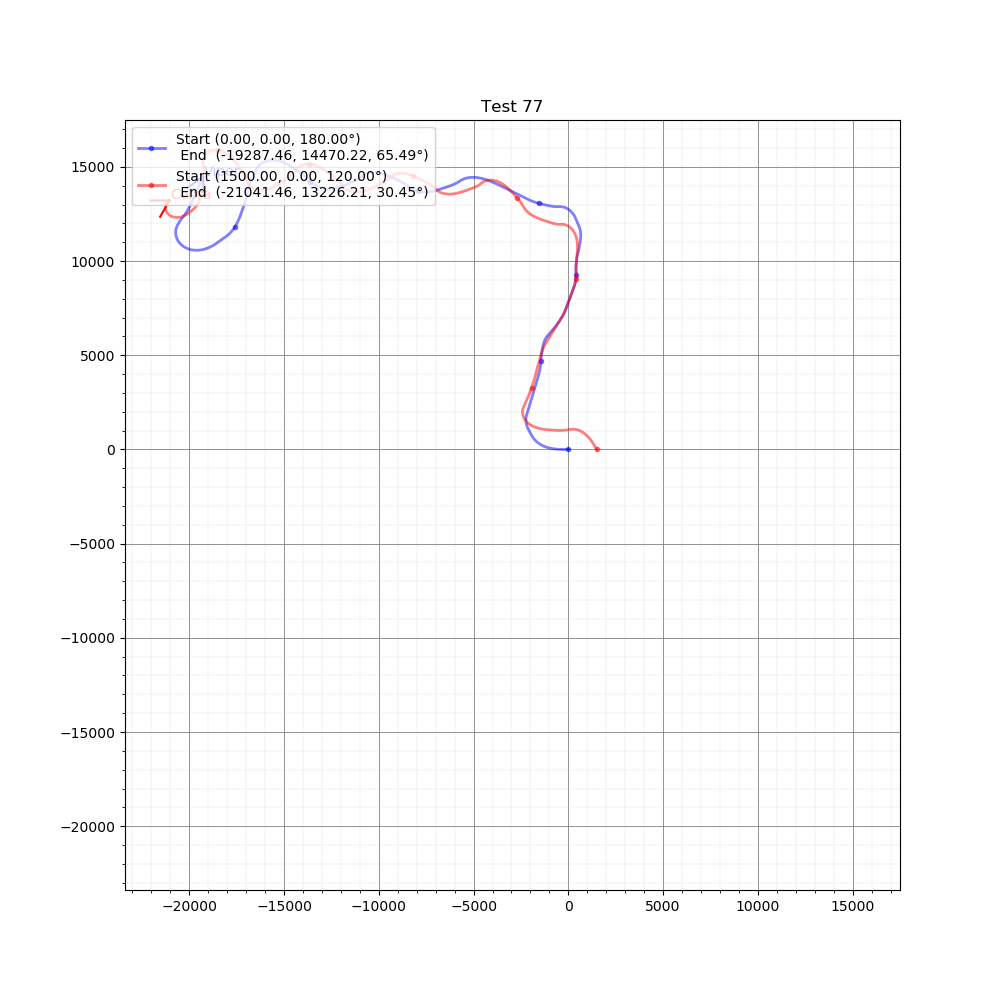 Test 77
Start (0.00, 0.00, 180.00°)
End (-19287.46, 14470.22, 65.49°)
Start (1500.00, 0.00, 120.00°)
End (-21041.46, 13226.21, 30.45°)
15000
10000
5000
0
−5000
−10000
−15000
−20000
−20000 −15000 −10000 −5000 0 5000 10000 15000